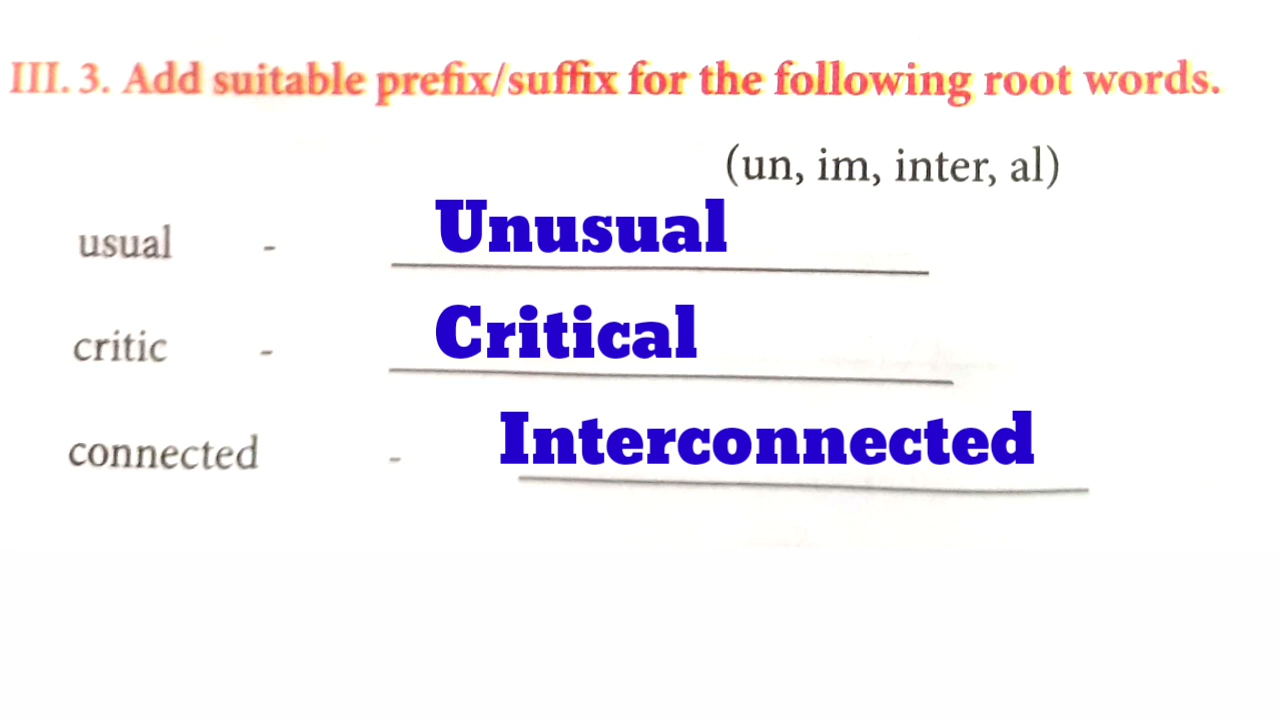 III. 3. Add suitable prefix/suffix for the following root words.
(un, im, inter, al)
usual - Unusual
critic - Critical
connected - Interconnected